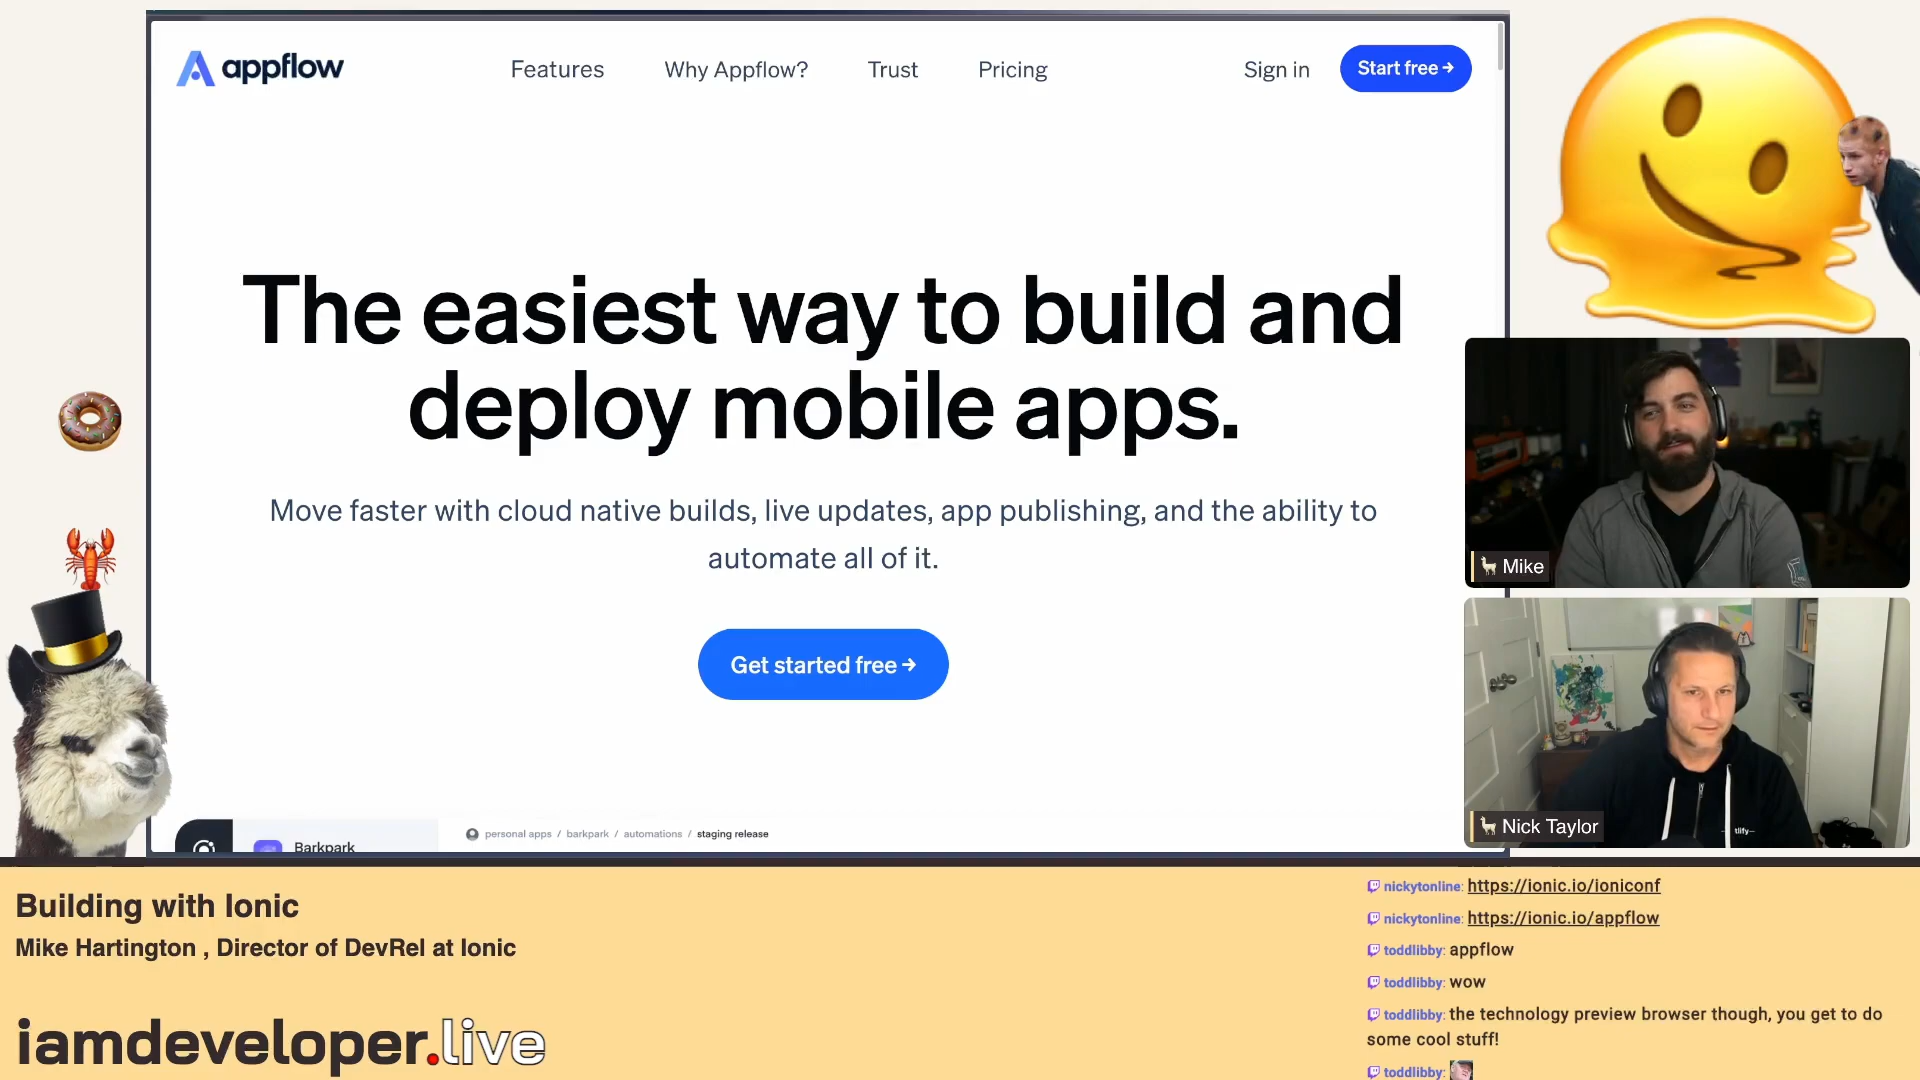 appflow
Features
Why Appflow?
Trust
Pricing
Sign in
Start free →
The easiest way to build and
deploy mobile apps.
Move faster with cloud native builds, live updates, app publishing, and the ability to
automate all of it.
Get started free →
Barkpark
personal apps / barkpark / automations / staging release
Mike
Nick Taylor
tlify
Building with Ionic
Mike Hartington , Director of DevRel at Ionic
iamdeveloper.live
nickytonline: https://ionic.io/ioniconf
nickytonline: https://ionic.io/appflow
toddlibby: appflow
toddlibby: wow
toddlibby: the technology preview browser though, you get to do
some cool stuff!
toddlibby: